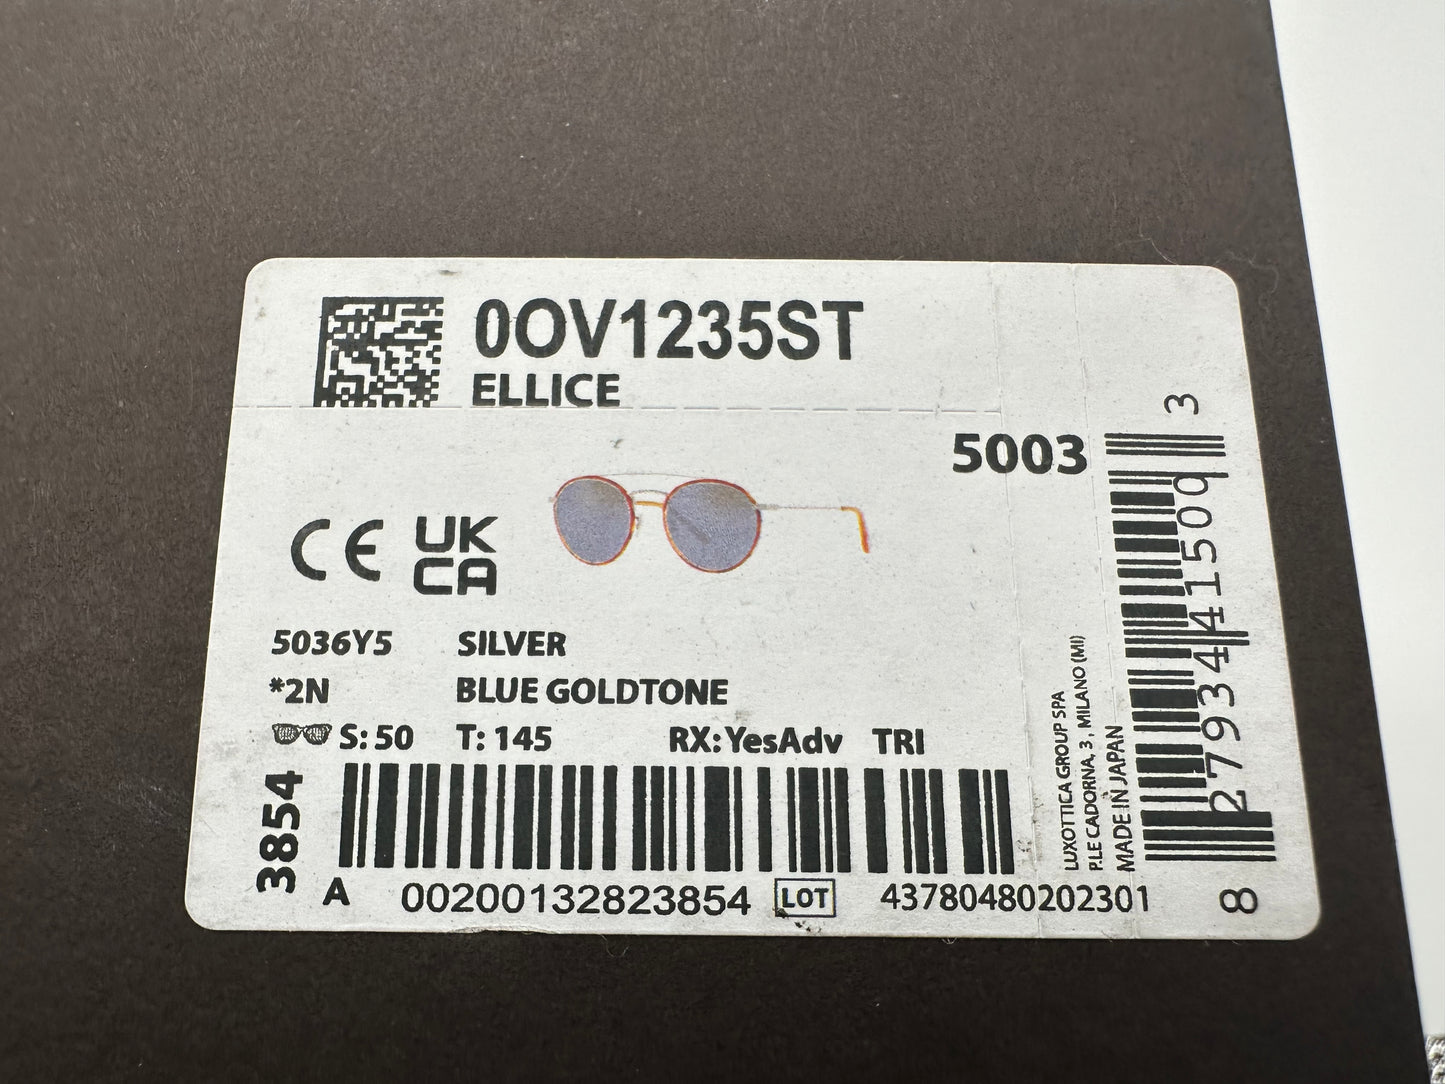 0OV1235ST
ELLICE
5003
CE UK
CA
5036Y5 SILVER
*2N BLUE GOLDTONE
S: 50 T: 145 RX: YesAdv TRI
3854
A 00200132823854 LOT 43780480202301
LUXOTTICA GROUP SPA
P.LE CADORNA, 3, MILANO (MI)
MADE IN JAPAN
8 27934 41509 3